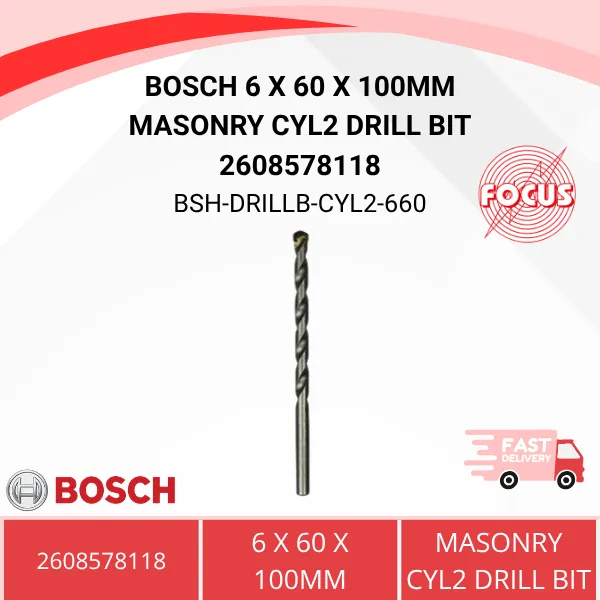 BOSCH 6 X 60 X 100MM
MASONRY CYL2 DRILL BIT
2608578118
BSH-DRILLB-CYL2-660
FOCUS
FAST
DELIVERY
BOSCH
2608578118
6 X 60 X
100MM
MASONRY
CYL2 DRILL BIT